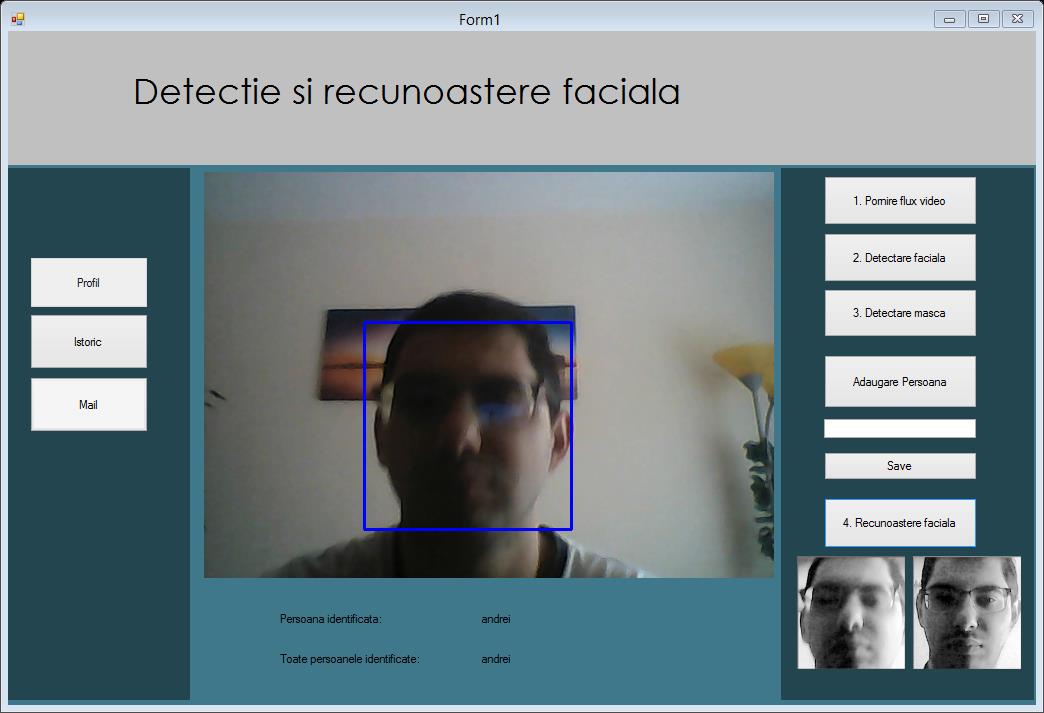 Form1
Detectie si recunoastere faciala
Profil
Istoric
Mail
1. Pornire flux video
2. Detectare faciala
3. Detectare masca
Adaugare Persoana
Save
4. Recunoastere faciala
Persoana identificata: andrei
Toate persoanele identificate: andrei